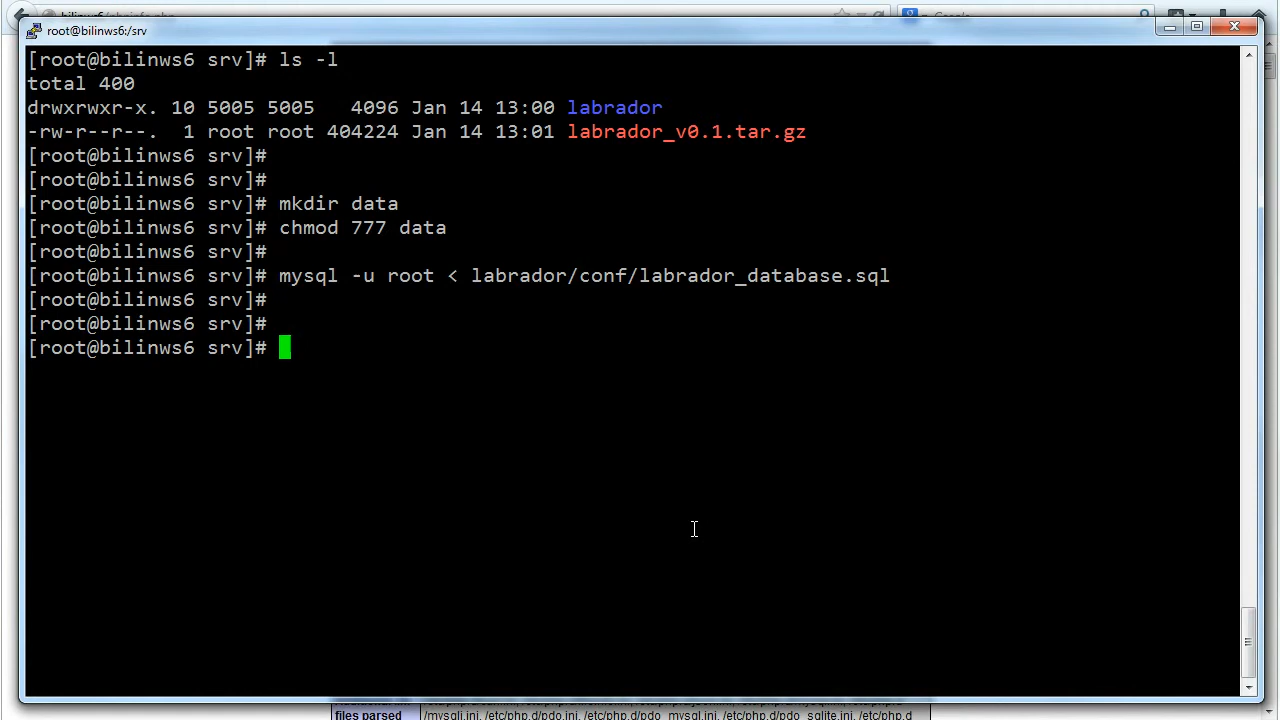 root@bilinws6:/srv
[root@bilinws6 srv]# ls -l
total 400
drwxrwxr-x. 10 5005 5005   4096 Jan 14 13:00 labrador
-rw-r--r--.  1 root root 404224 Jan 14 13:01 labrador_v0.1.tar.gz
[root@bilinws6 srv]#
[root@bilinws6 srv]#
[root@bilinws6 srv]# mkdir data
[root@bilinws6 srv]# chmod 777 data
[root@bilinws6 srv]#
[root@bilinws6 srv]# mysql -u root < labrador/conf/labrador_database.sql
[root@bilinws6 srv]#
[root@bilinws6 srv]#
[root@bilinws6 srv]#
files parsed /mysqli.ini, /etc/php.d/pdo.ini, /etc/php.d/pdo_mysql.ini, /etc/php.d/pdo_sqlite.ini, /etc/php.d